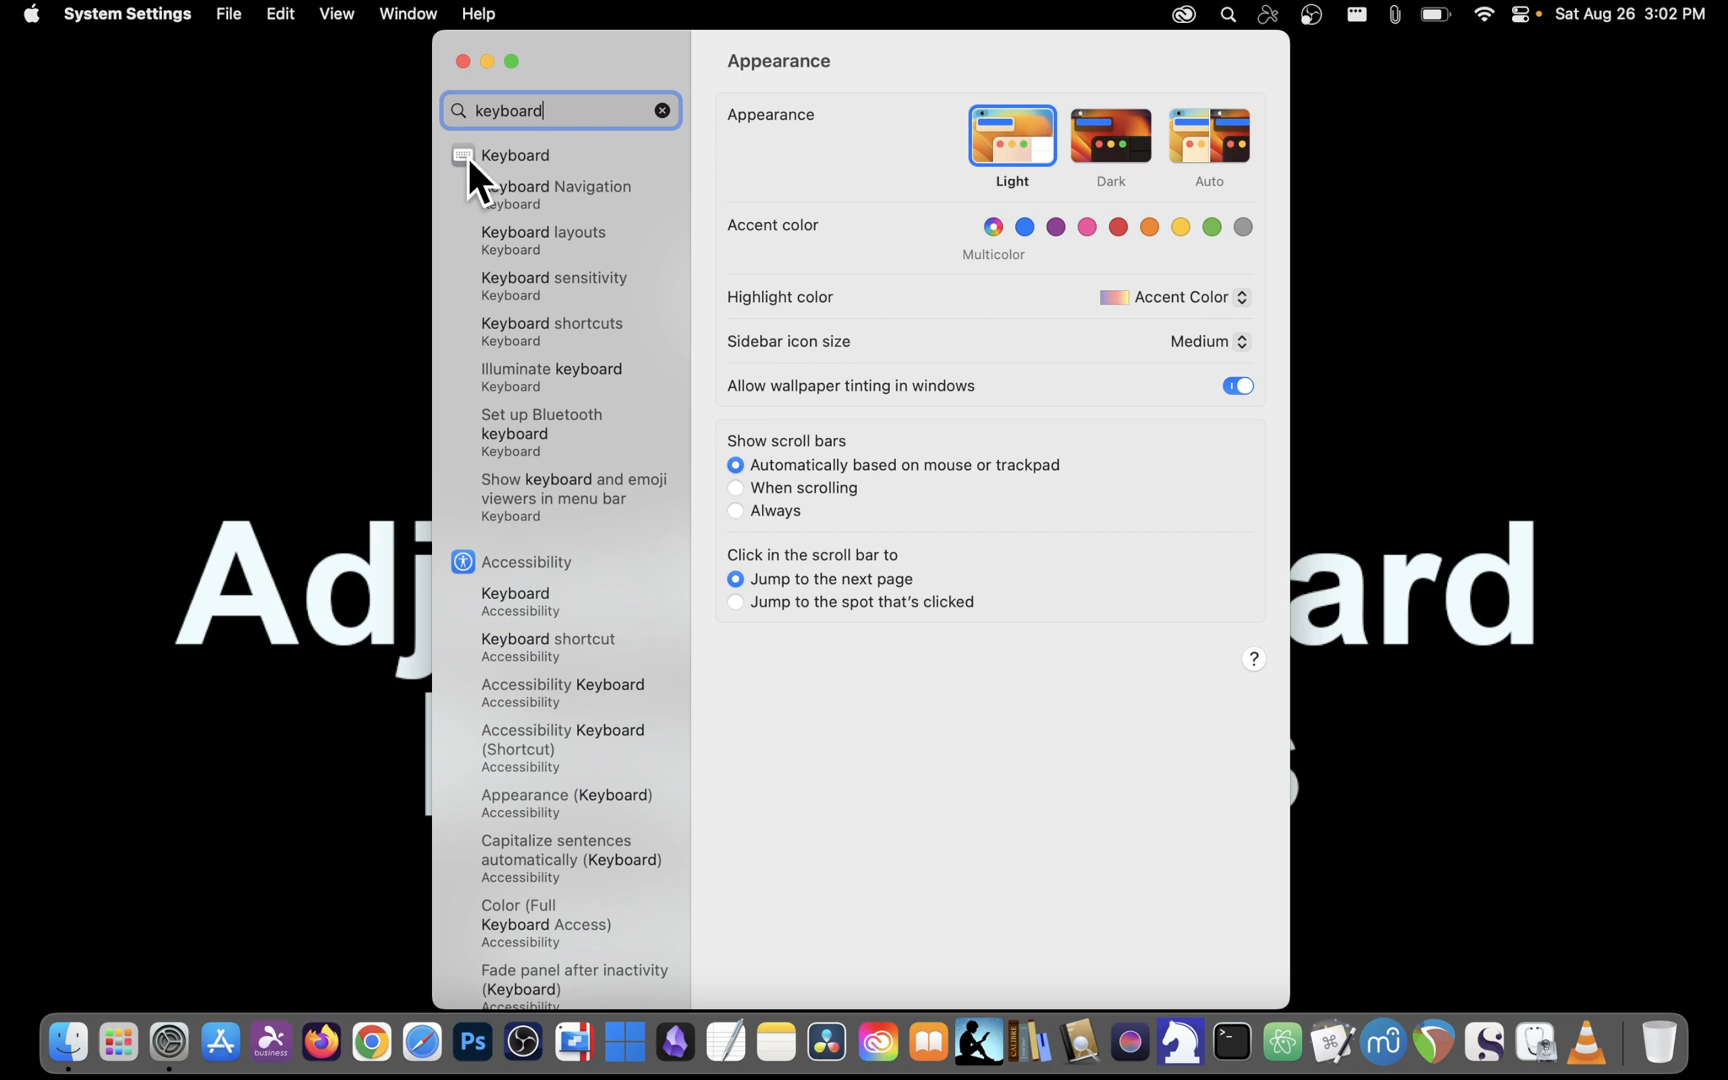 System Settings File Edit View Window Help Sat Aug 26 3:02 PM
Appearance
keyboard
Keyboard
Keyboard layouts
Keyboard
Keyboard sensitivity
Keyboard
Keyboard shortcuts
Keyboard
Illuminate keyboard
Keyboard
Set up Bluetooth
keyboard
Keyboard
Show keyboard and emoji
viewers in menu bar
Keyboard
Accessibility
Keyboard
Accessibility
Keyboard shortcut
Accessibility
Accessibility Keyboard
Accessibility
Accessibility Keyboard
(Shortcut)
Accessibility
Appearance (Keyboard)
Accessibility
Capitalize sentences
automatically (Keyboard)
Accessibility
Color (Full
Keyboard Access)
Accessibility
Fade panel after inactivity
(Keyboard)
Accessibility
Appearance
Light Dark Auto
Accent color
Multicolor
Highlight color Accent Color
Sidebar icon size Medium
Allow wallpaper tinting in windows
Show scroll bars
Automatically based on mouse or trackpad
When scrolling
Always
Click in the scroll bar to
Jump to the next page
Jump to the spot that's clicked
?
Ps
business